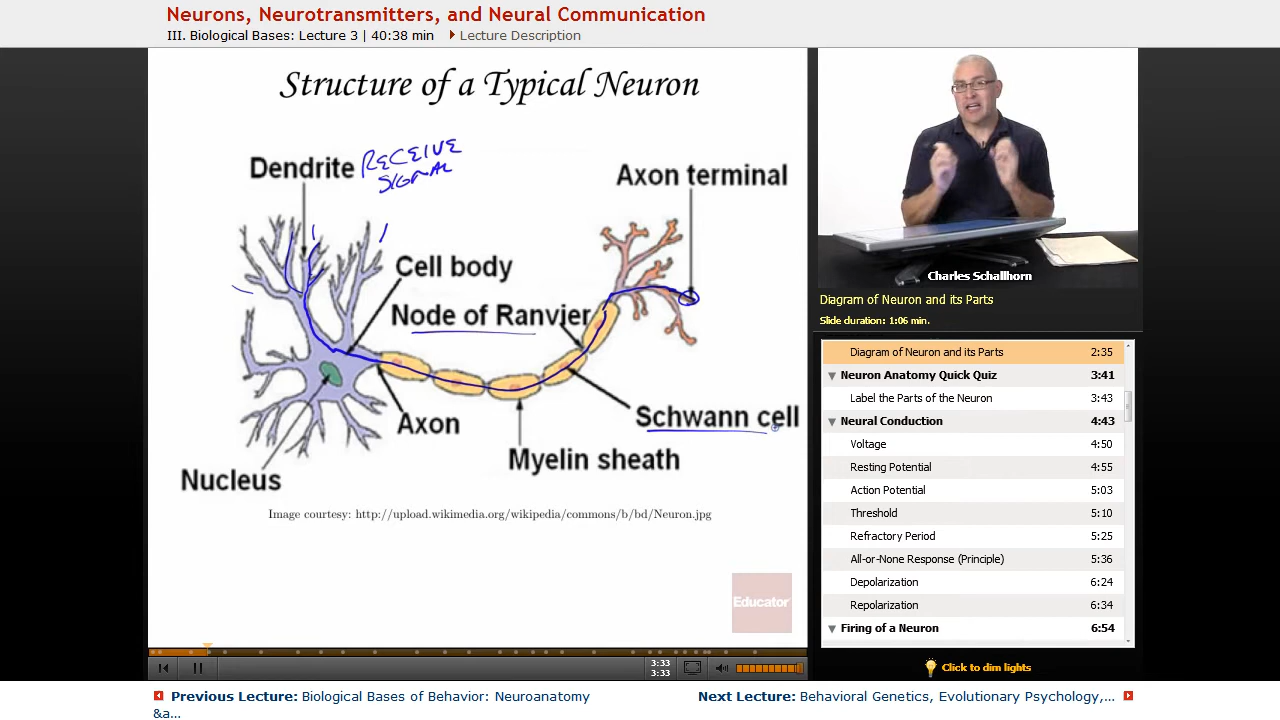 Neurons, Neurotransmitters, and Neural Communication
III. Biological Bases: Lecture 3 | 40:38 min
Lecture Description
Structure of a Typical Neuron
Dendrite
RECEIVE
SIGNAL
Axon terminal
Cell body
Node of Ranvier
Axon
Schwann cell
Myelin sheath
Nucleus
Image courtesy: http://upload.wikimedia.org/wikipedia/commons/b/bd/Neuron.jpg
Educator
Charles Schallhorn
Diagram of Neuron and its Parts
Slide duration: 1:06 min.
Diagram of Neuron and its Parts 2:35
Neuron Anatomy Quick Quiz 3:41
Label the Parts of the Neuron 3:43
Neural Conduction 4:43
Voltage 4:50
Resting Potential 4:55
Action Potential 5:03
Threshold 5:10
Refractory Period 5:25
All-or-None Response (Principle) 5:36
Depolarization 6:24
Repolarization 6:34
Firing of a Neuron 6:54
3:33
3:33
Click to dim lights
Previous Lecture: Biological Bases of Behavior: Neuroanatomy
&a...
Next Lecture: Behavioral Genetics, Evolutionary Psychology,...